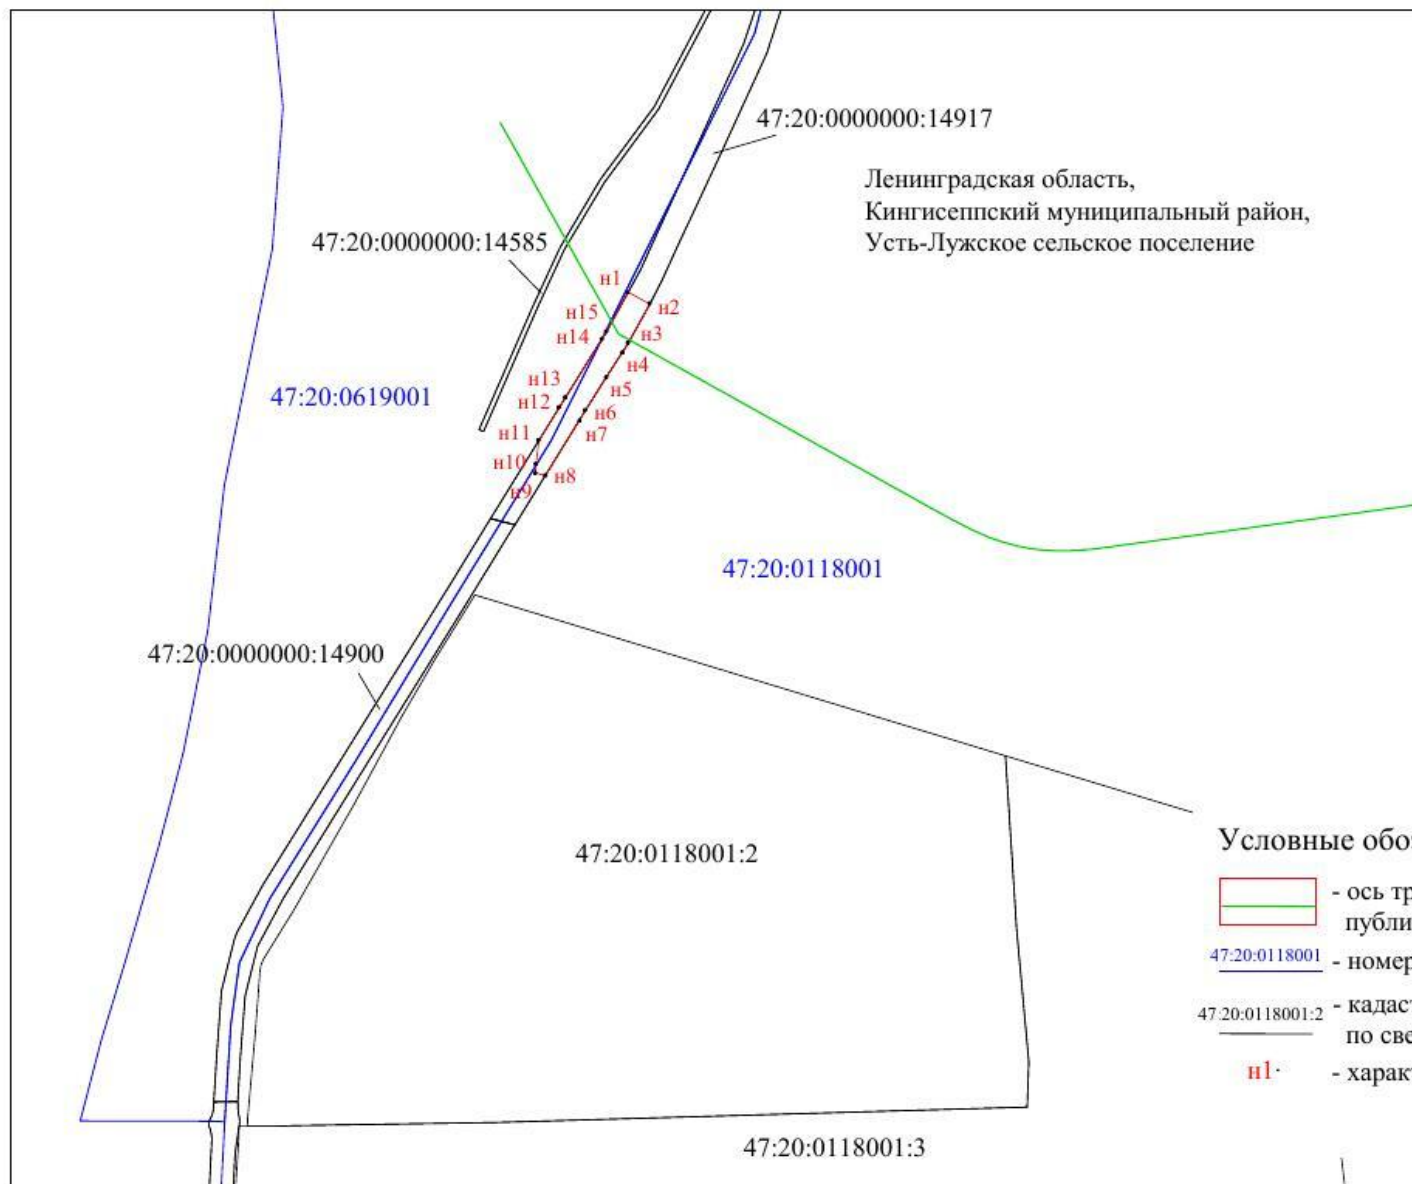 47:20:0000000:14917
Ленинградская область,
Кингисеппский муниципальный район,
Усть-Лужское сельское поселение
47:20:0000000:14585
н1
н2
н15
н3
н14
н4
н5
47:20:0619001
н13
н12
н6
н7
н11
н10
н8
н9
47:20:0118001
47:20:0000000:14900
47:20:0118001:2
Условные обо
- ось тр
публи
47:20:0118001 - номер
47:20:0118001:2 - кадаст
по све
н1 - характ
47:20:0118001:3